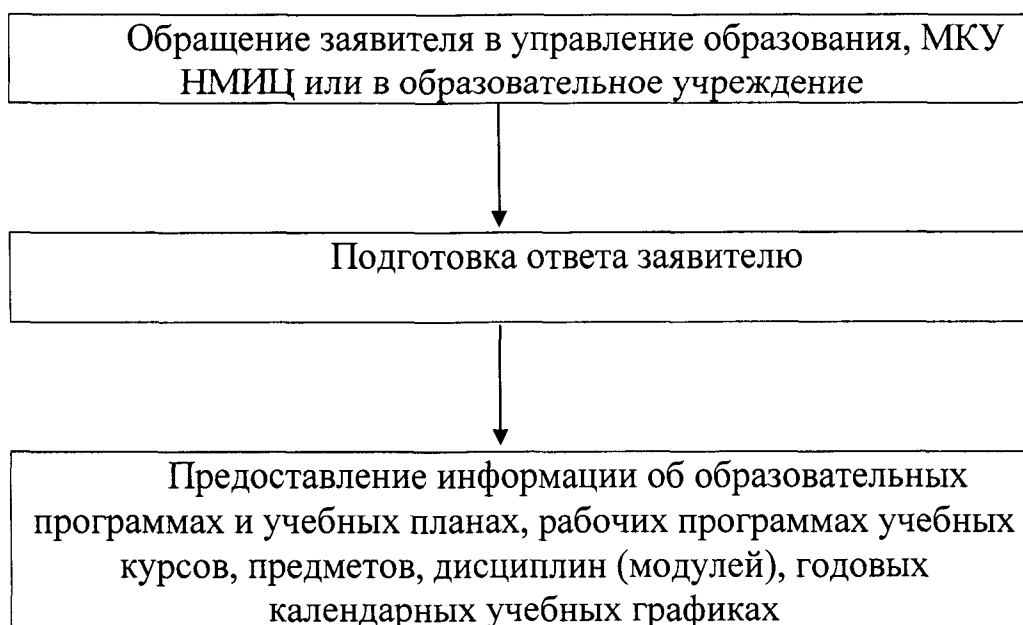 Обращение заявителя в управление образования, МКУ
НМИЦ или в образовательное учреждение
Подготовка ответа заявителю
Предоставление информации об образовательных
программах и учебных планах, рабочих программах учебных
курсов, предметов, дисциплин (модулей), годовых
календарных учебных графиках